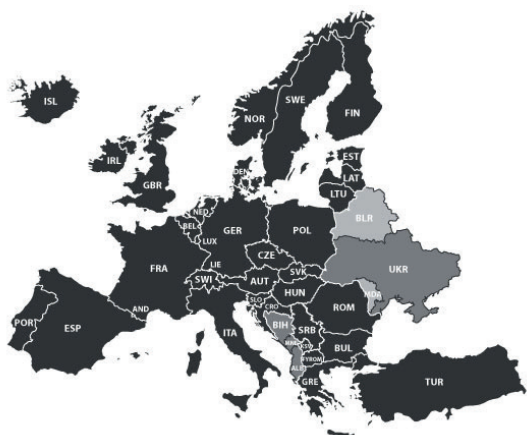 ISL
SWE
NOR
FIN
EST
LAT
LTU
DEN
IRL
GBR
BLR
NED
BEL
GER
POL
LUX
CZE
UKR
LIE
SVK
FRA
SWI
AUT
HUN
MDA
SLO
CRO
ROM
AND
BIH
SRB
POR
ESP
ITA
BUL
FYROM
ALB
GRE
TUR